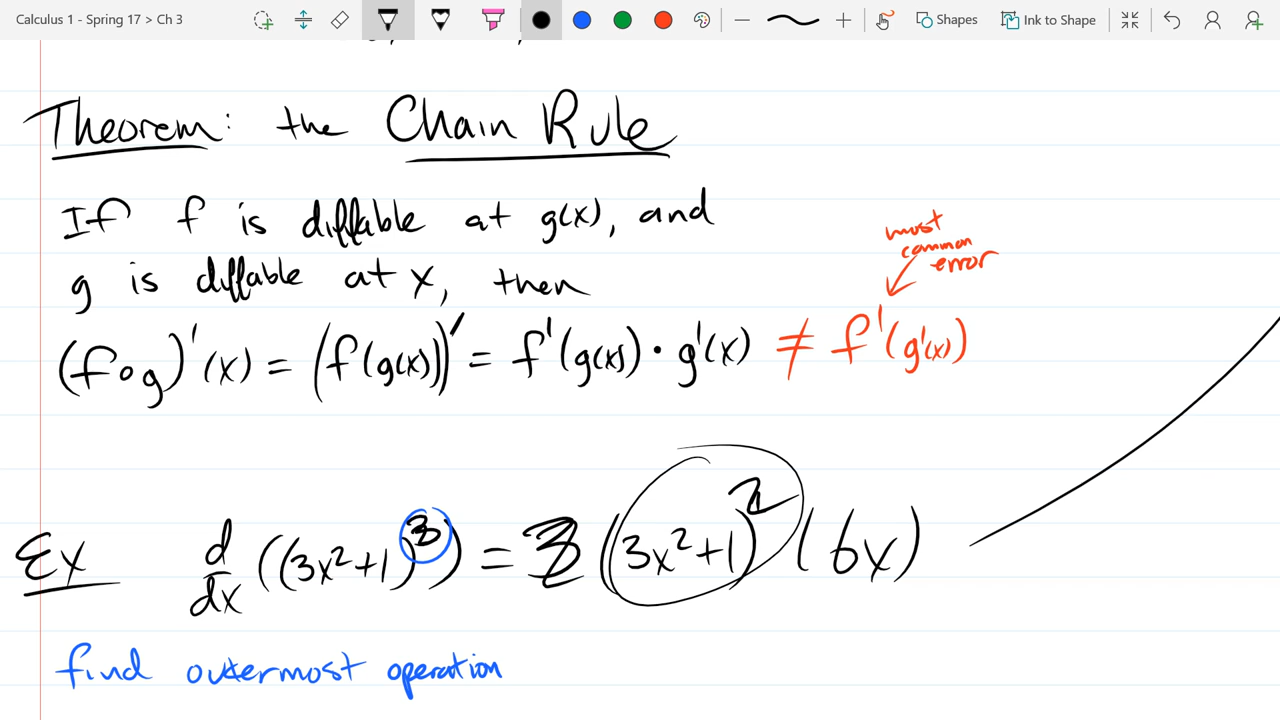 Calculus 1 - Spring 17 > Ch 3
Shapes
Ink to Shape
Theorem: the Chain Rule
If f is diffable at g(x), and
g is diffable at x, then
most
common
error
(f∘g)'(x) = (f(g(x)))' = f'(g(x)) · g'(x) ≠ f'(g'(x))
Ex d/dx ((3x²+1)³) = 3 (3x²+1)² (6x)
find outermost operation